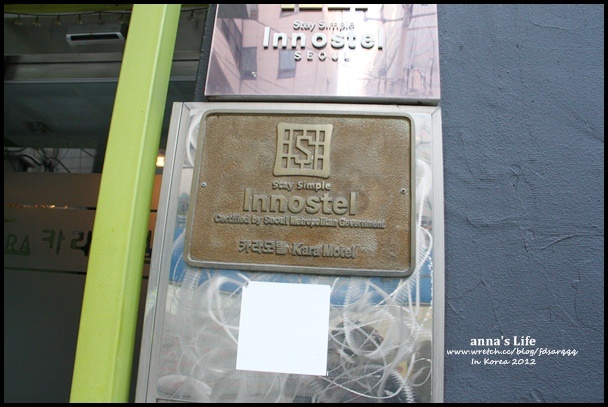 Stay Simple
Innostel
SEOUL
Stay Simple
Innostel
Certified by Seoul Metropolitan Government
카라모텔 Kara Motel
anna's Life
www.wretch.cc/blog/fdsarqqq
In Korea 2012